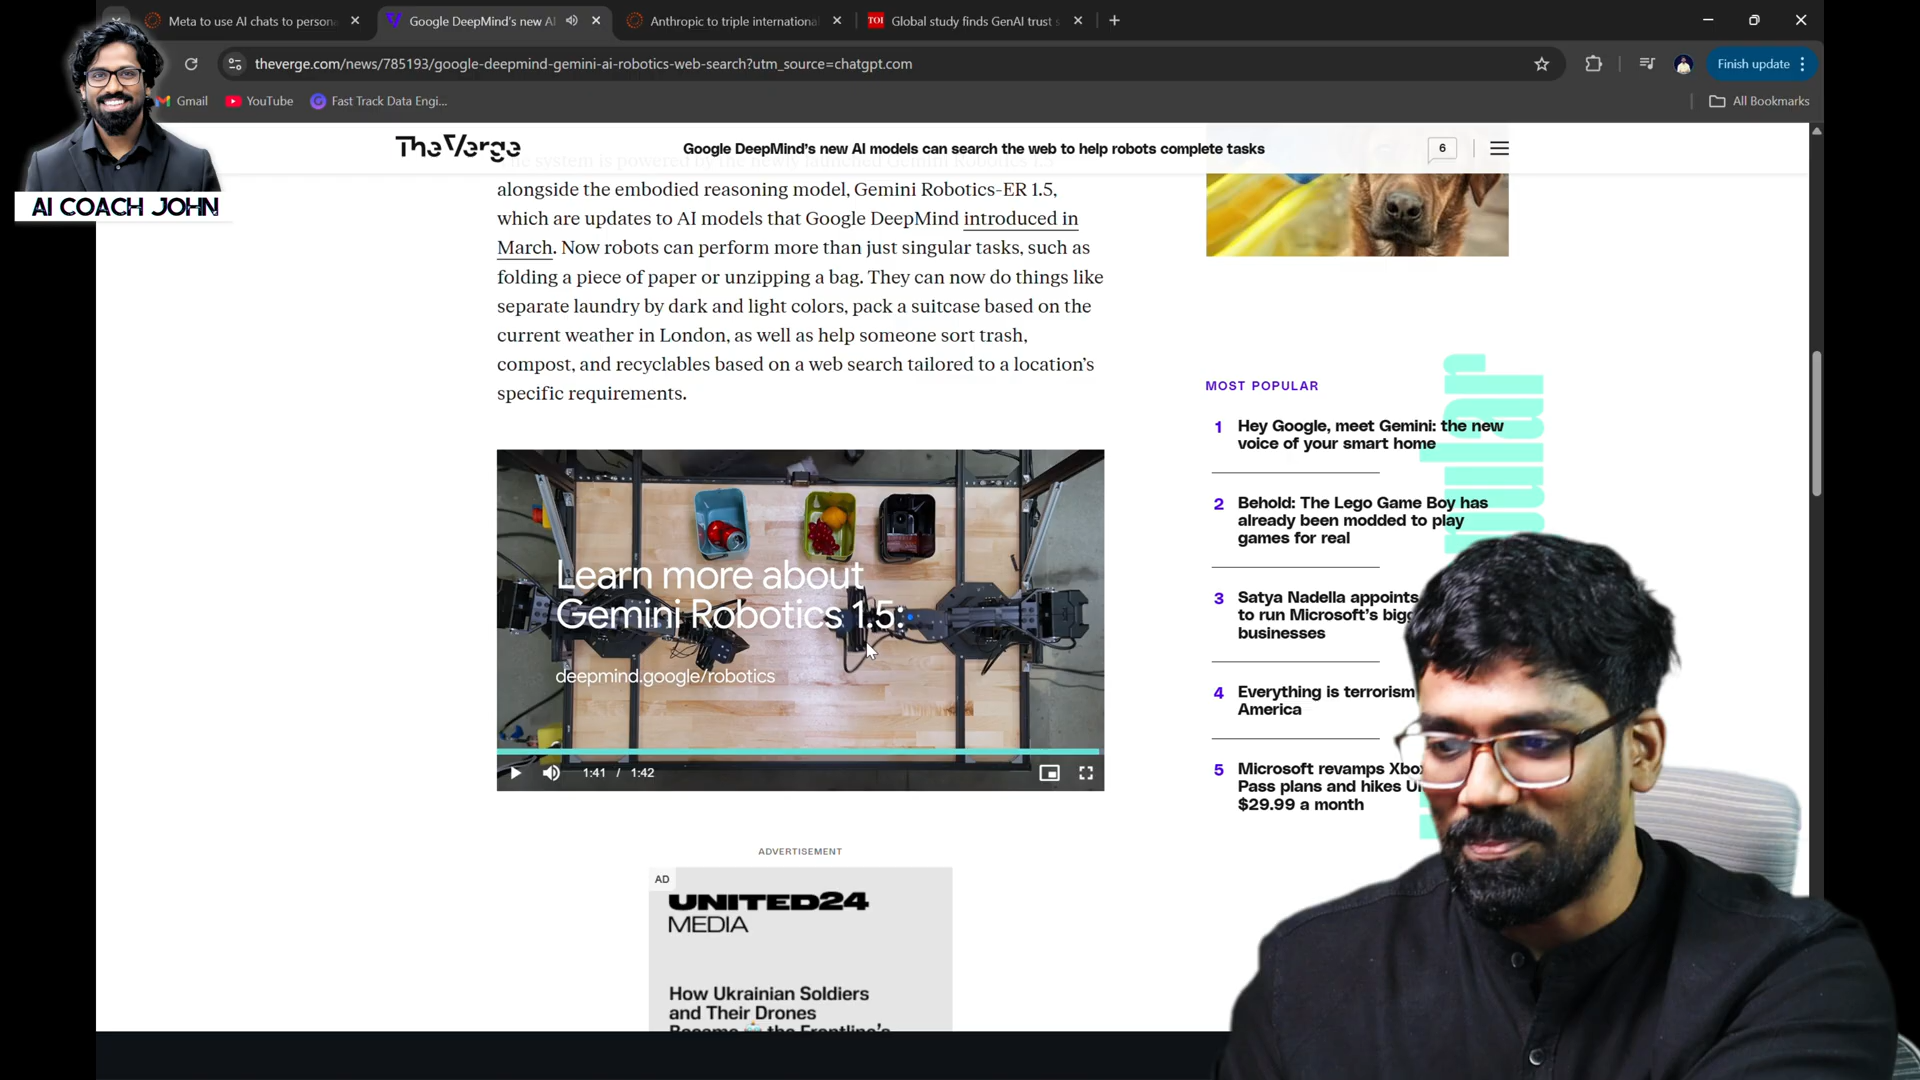 Meta to use AI chats to person
Google DeepMind's new AI
Anthropic to triple internationa
TOI Global study finds GenAI trust
theverge.com/news/785193/google-deepmind-gemini-ai-robotics-web-search?utm_source=chatgpt.com
Finish update
Gmail
YouTube
Fast Track Data Engi...
All Bookmarks
AI COACH JOHN
The Verge
Google DeepMind's new AI models can search the web to help robots complete tasks
6
alongside the embodied reasoning model, Gemini Robotics-ER 1.5,
which are updates to AI models that Google DeepMind introduced in
March. Now robots can perform more than just singular tasks, such as
folding a piece of paper or unzipping a bag. They can now do things like
separate laundry by dark and light colors, pack a suitcase based on the
current weather in London, as well as help someone sort trash,
compost, and recyclables based on a web search tailored to a location's
specific requirements.
Learn more about
Gemini Robotics 1.5:
deepmind.google/robotics
1:41 / 1:42
ADVERTISEMENT
AD
UNITED24
MEDIA
How Ukrainian Soldiers
and Their Drones
Became the Frontline's
MOST POPULAR
1 Hey Google, meet Gemini: the new
voice of your smart home
2 Behold: The Lego Game Boy has
already been modded to play
games for real
3 Satya Nadella appoints
to run Microsoft's bigg
businesses
4 Everything is terrorism
America
5 Microsoft revamps Xbox
Pass plans and hikes Ul
$29.99 a month